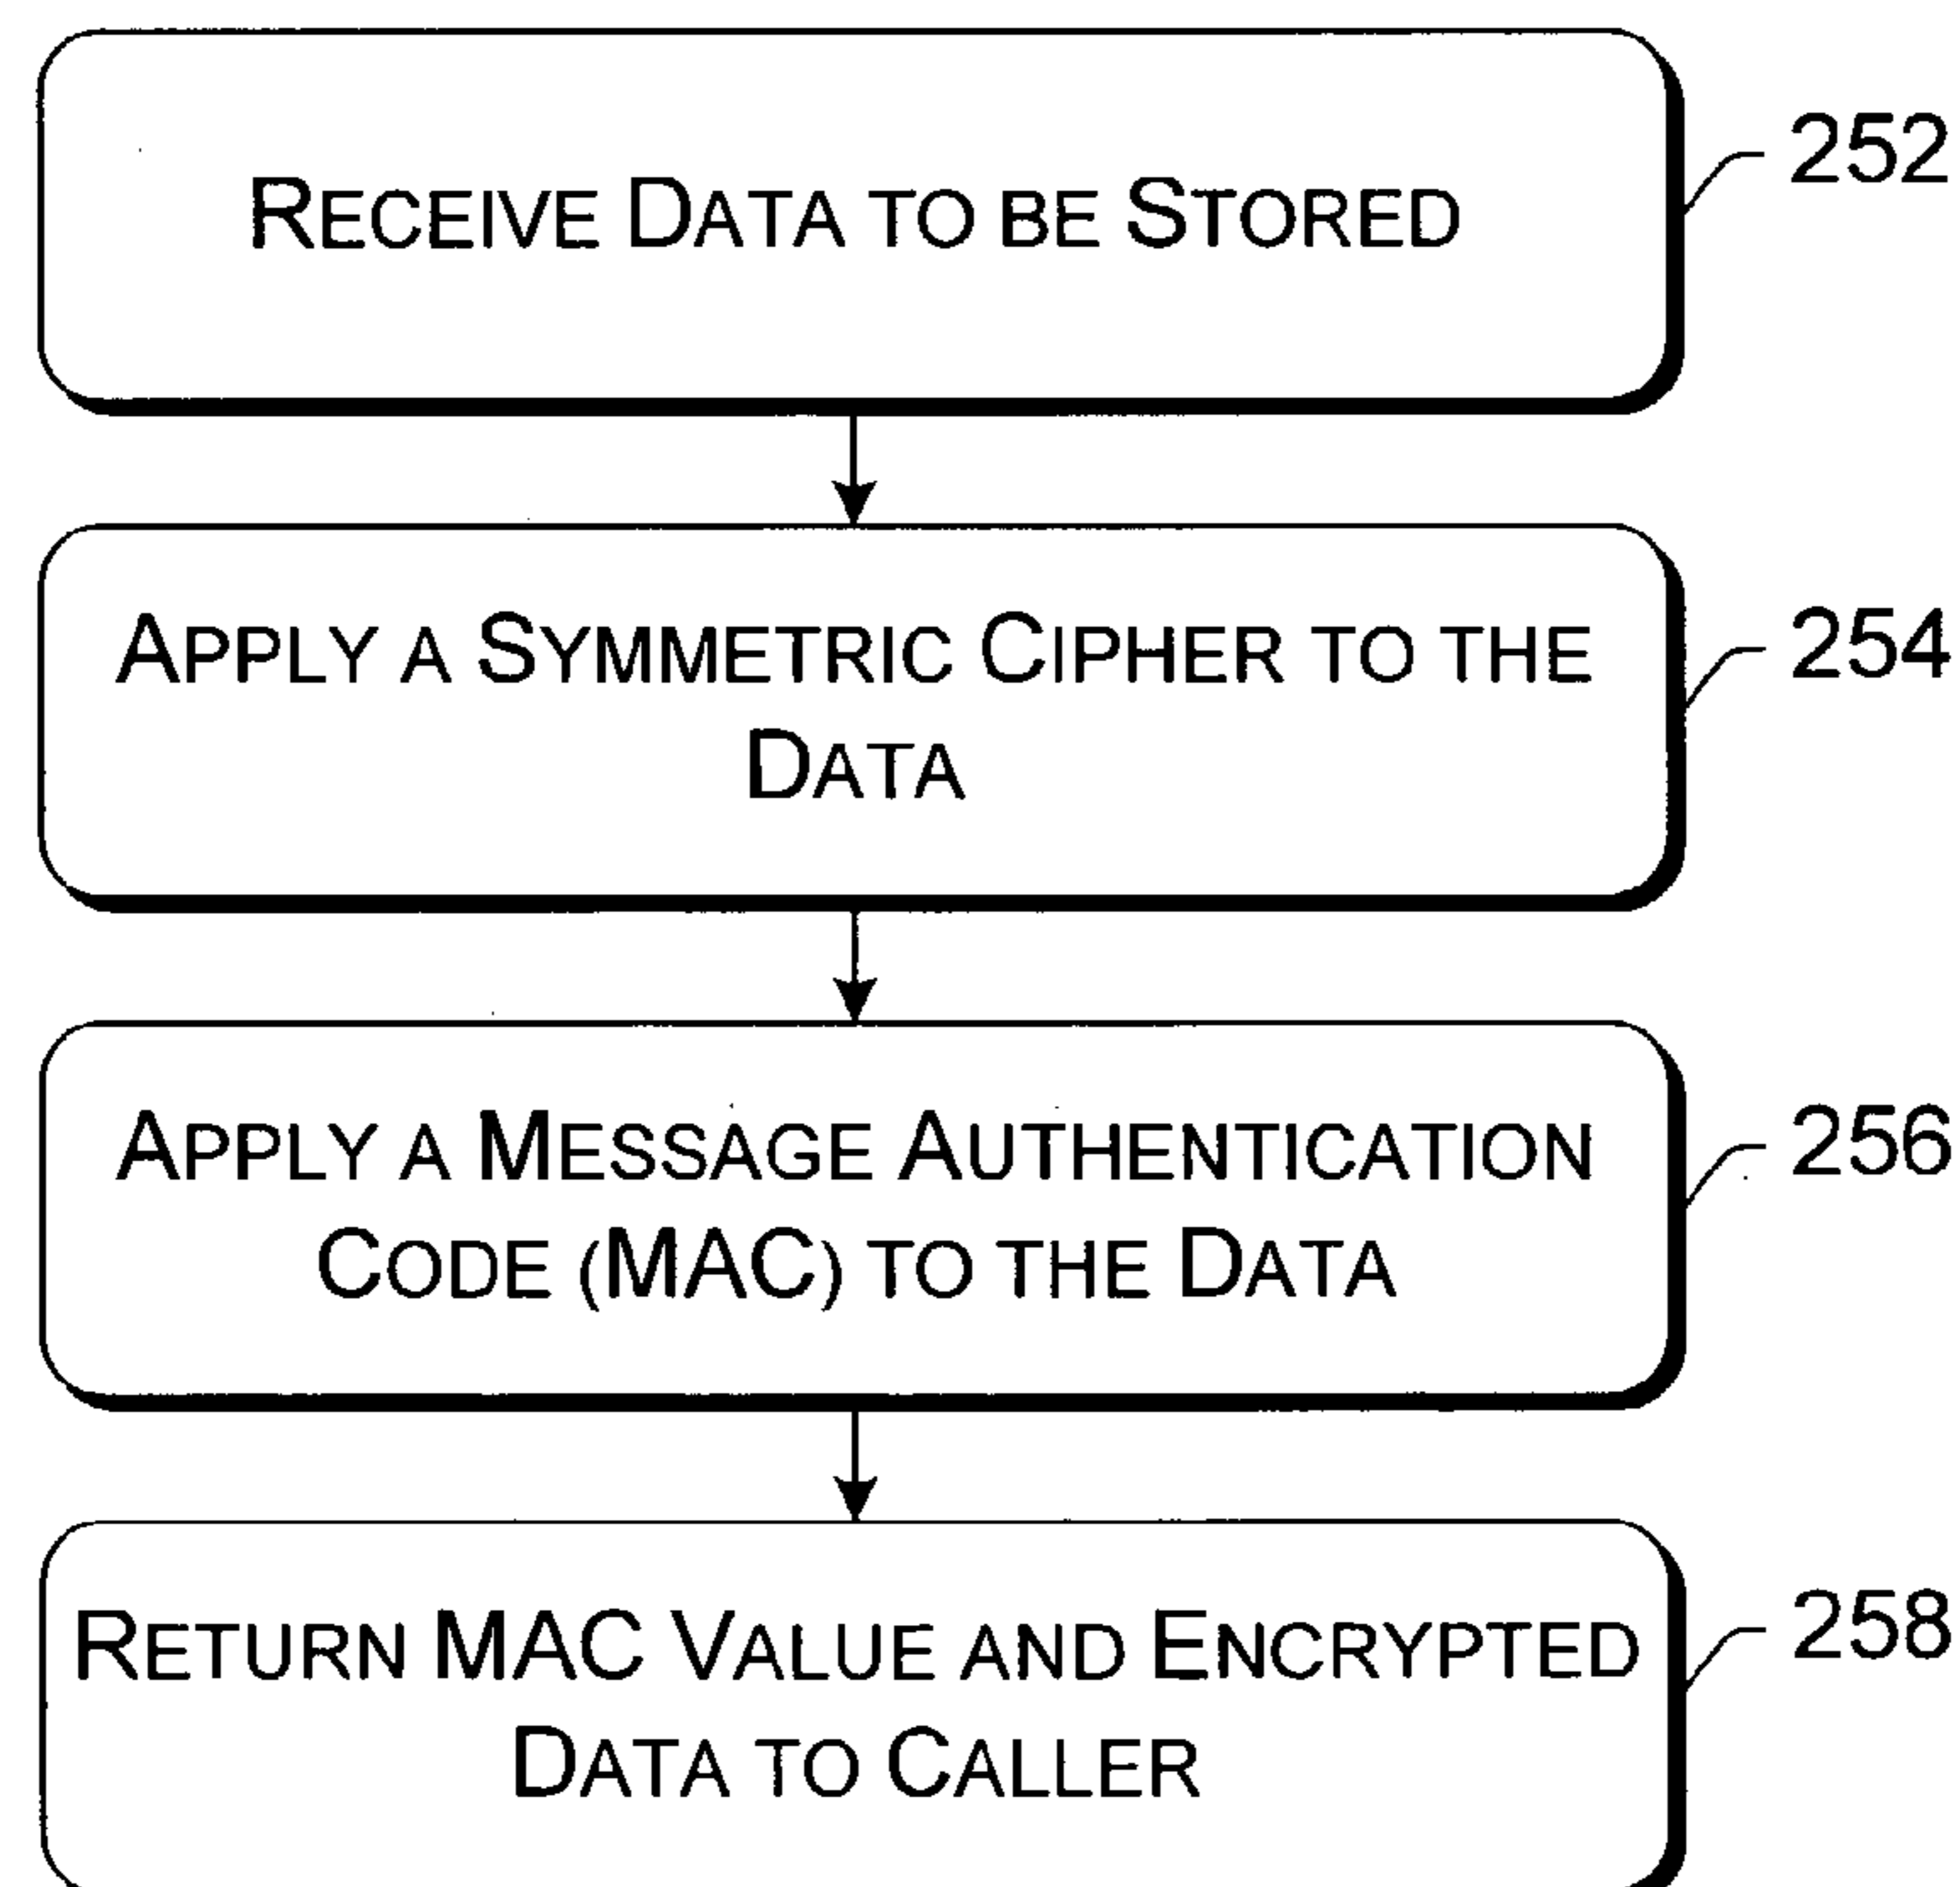 RECEIVE DATA TO BE STORED
252
APPLY A SYMMETRIC CIPHER TO THE
DATA
254
APPLY A MESSAGE AUTHENTICATION
CODE (MAC) TO THE DATA
256
RETURN MAC VALUE AND ENCRYPTED
DATA TO CALLER
258